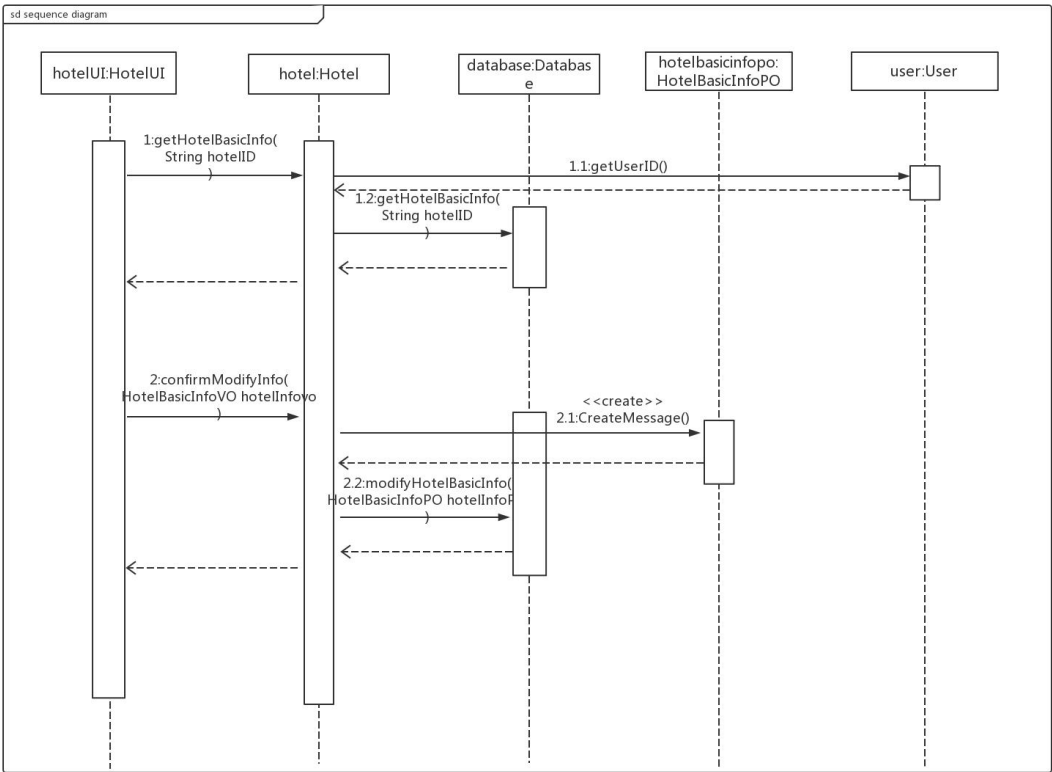 sd sequence diagram
hotelUI:HotelUI
hotel:Hotel
database:Databas
e
hotelbasicinfopo:
HotelBasicInfoPO
user:User
1:getHotelBasicInfo(
String hotelID
)
1.1:getUserID()
1.2:getHotelBasicInfo(
String hotelID
)
2:confirmModifyInfo(
HotelBasicInfoVO hotelInfovo
)
<<create>>
2.1:CreateMessage()
2.2:modifyHotelBasicInfo(
HotelBasicInfoPO hotelInfoP
)